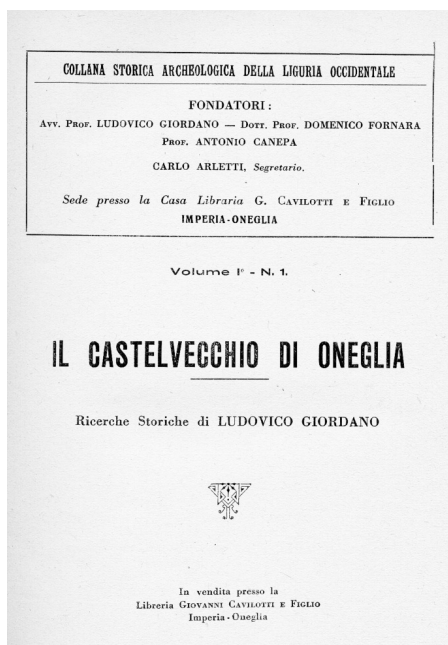 COLLANA STORICA ARCHEOLOGICA DELLA LIGURIA OCCIDENTALE
FONDATORI :
Avv. Prof. LUDOVICO GIORDANO — Dott. Prof. DOMENICO FORNARA
Prof. ANTONIO CANEPA
CARLO ARLETTI, Segretario.
Sede presso la Casa Libraria G. Cavilotti e Figlio
IMPERIA-ONEGLIA
Volume I° - N. 1.
IL CASTELVECCHIO DI ONEGLIA
Ricerche Storiche di LUDOVICO GIORDANO
In vendita presso la
Libreria Giovanni Cavilotti e Figlio
Imperia - Oneglia